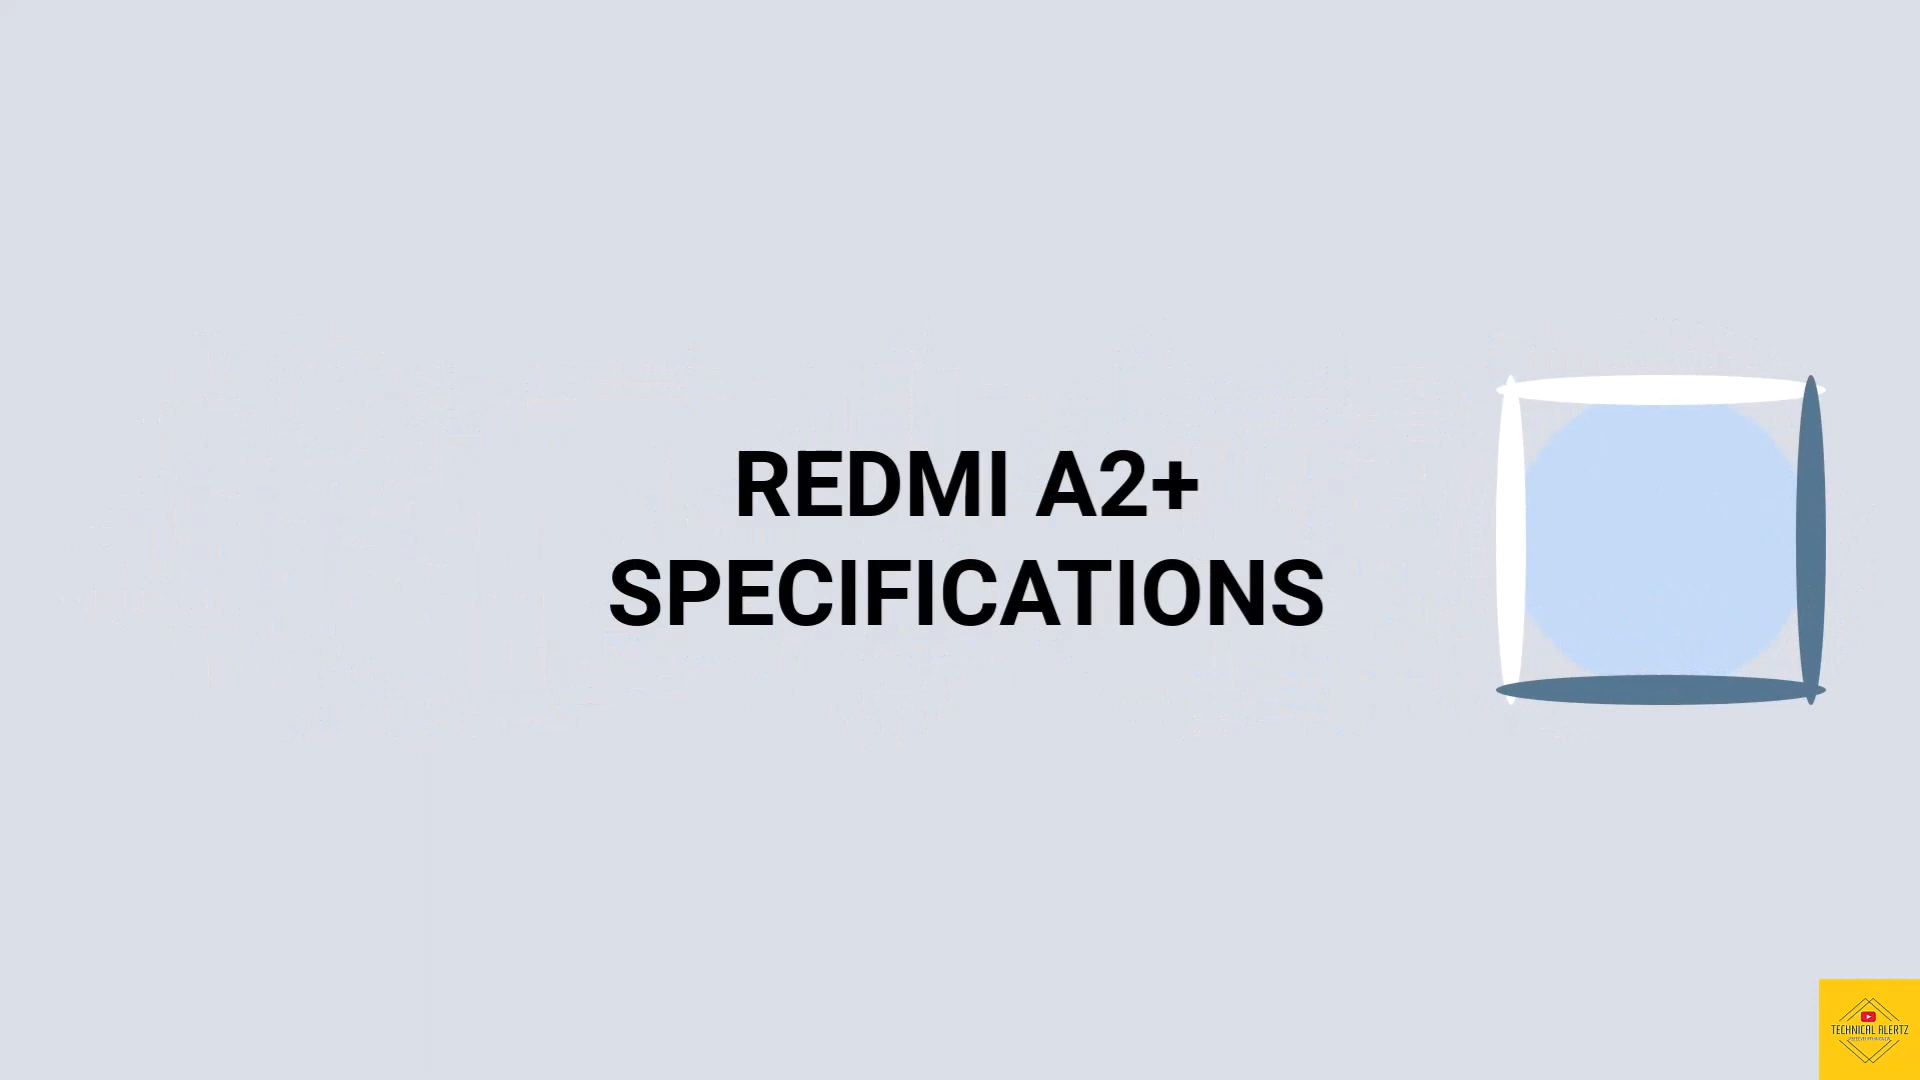 REDMI A2+
SPECIFICATIONS
TECHNICAL ALERTZ